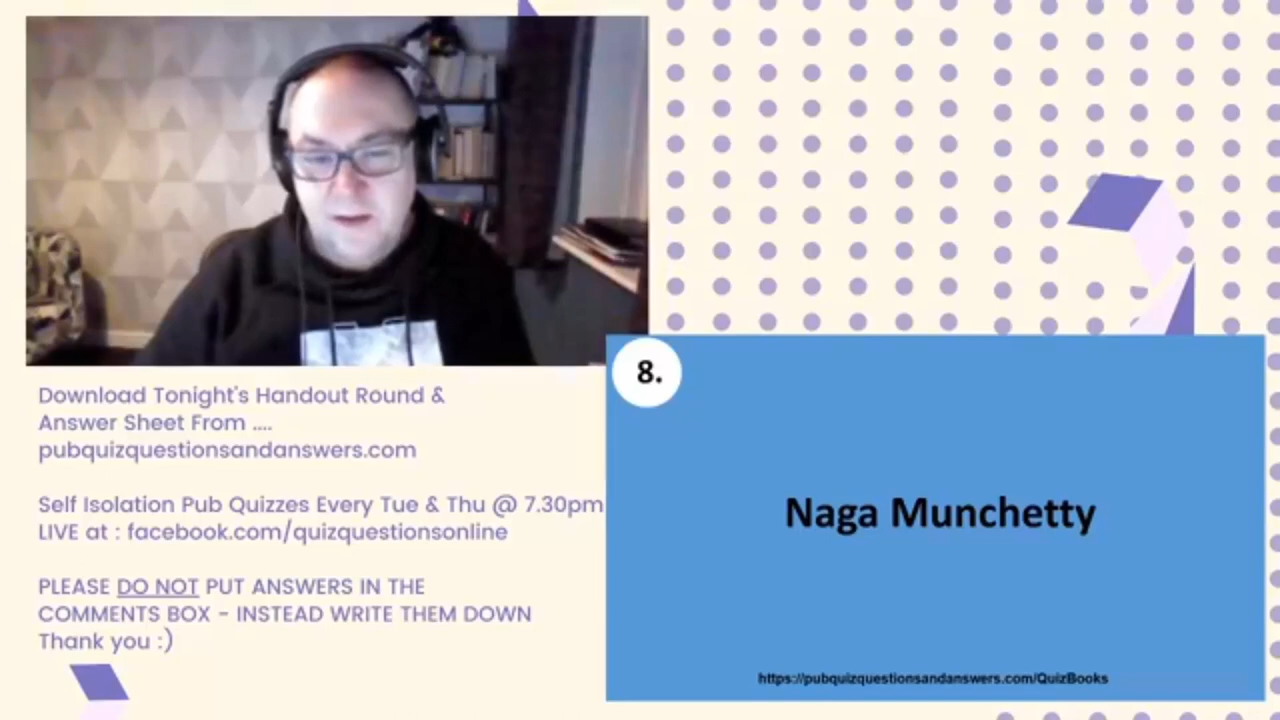 Download Tonight's Handout Round &
Answer Sheet From ....
pubquizquestionsandanswers.com
Self Isolation Pub Quizzes Every Tue & Thu @ 7.30pm
LIVE at : facebook.com/quizquestionsonline
PLEASE DO NOT PUT ANSWERS IN THE
COMMENTS BOX - INSTEAD WRITE THEM DOWN
Thank you :)
8.
Naga Munchetty
https://pubquizquestionsandanswers.com/QuizBooks